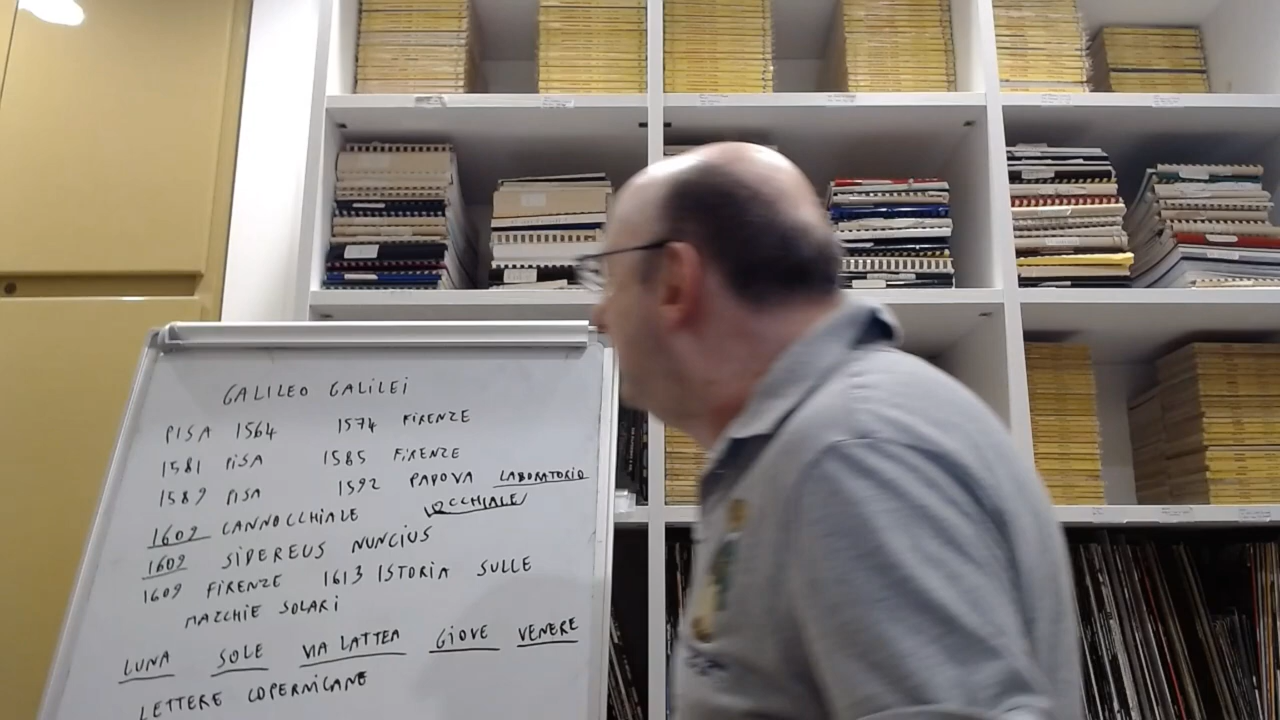 GALILEO GALILEI
PISA 1564 1574 FIRENZE
1581 PISA 1585 FIRENZE
1589 PISA 1592 PADOVA LABORATORIO
1609 CANNOCCHIALE OCCHIALE
1609 SIDEREUS NUNCIUS
1609 FIRENZE 1613 ISTORIA SULLE
MACCHIE SOLARI
LUNA SOLE VIA LATTEA GIOVE VENERE
LETTERE COPERNICANE